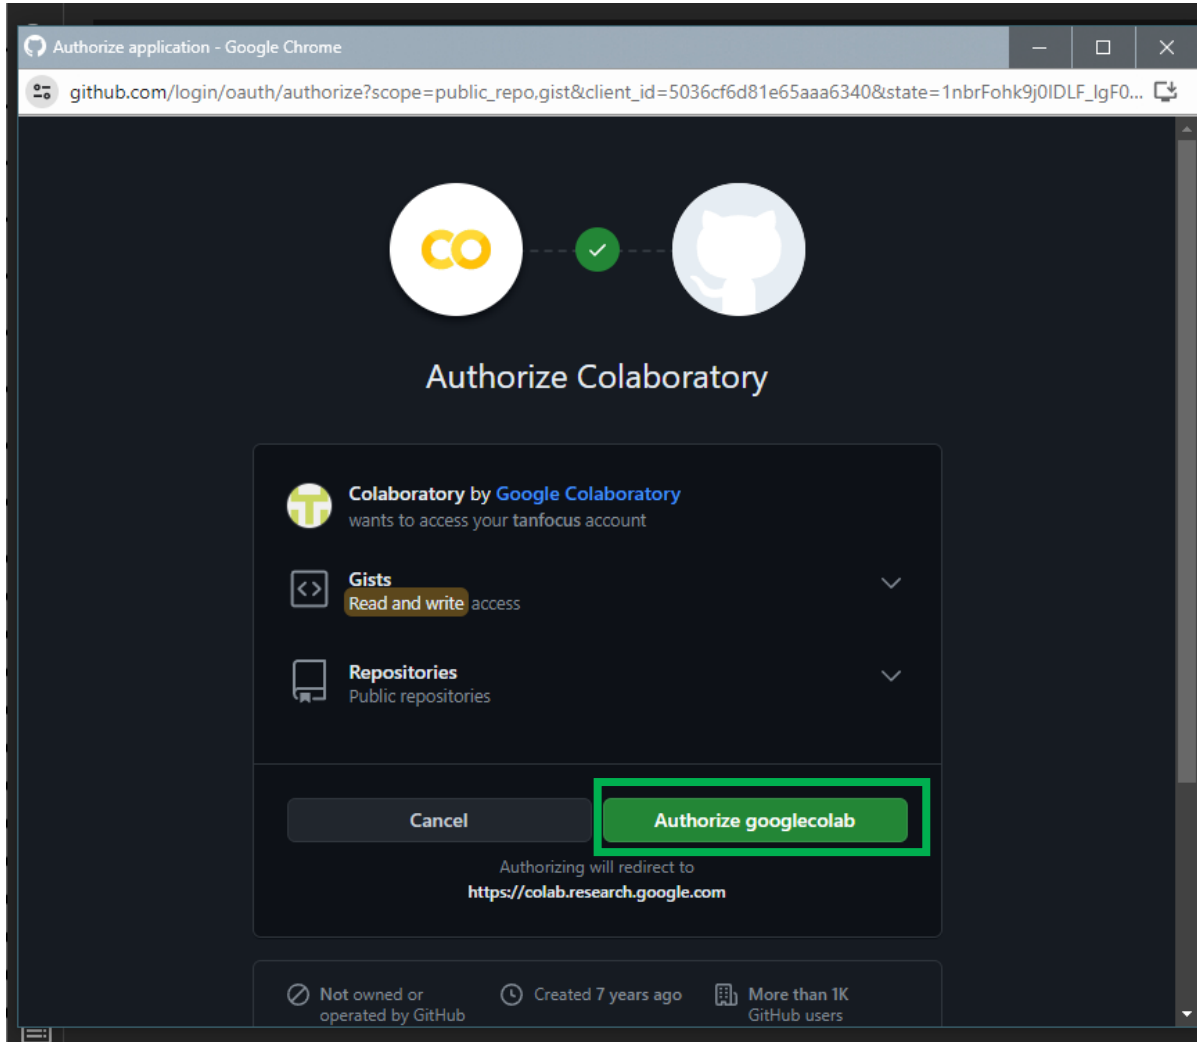 Authorize application - Google Chrome
github.com/login/oauth/authorize?scope=public_repo,gist&client_id=5036cf6d81e65aaa6340&state=1nbrFohk9j0IDLF_IgF0...
CO
Authorize Colaboratory
Colaboratory by Google Colaboratory
wants to access your tanfocus account
Gists
Read and write access
Repositories
Public repositories
Cancel
Authorize googlecolab
Authorizing will redirect to
https://colab.research.google.com
Not owned or
operated by GitHub
Created 7 years ago
More than 1K
GitHub users